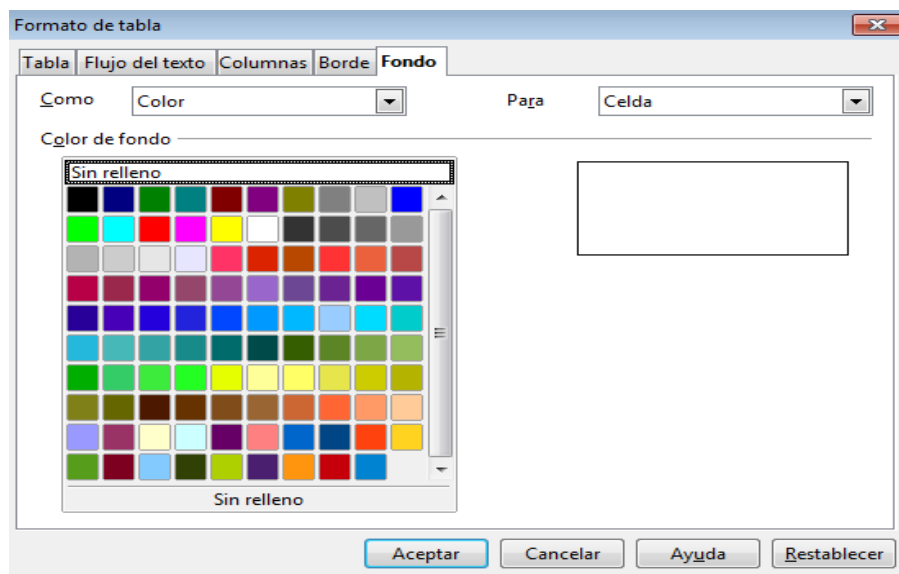 Formato de tabla
Tabla Flujo del texto Columnas Borde Fondo
Como Color Para Celda
Color de fondo
Sin relleno
Sin relleno
Aceptar Cancelar Ayuda Restablecer